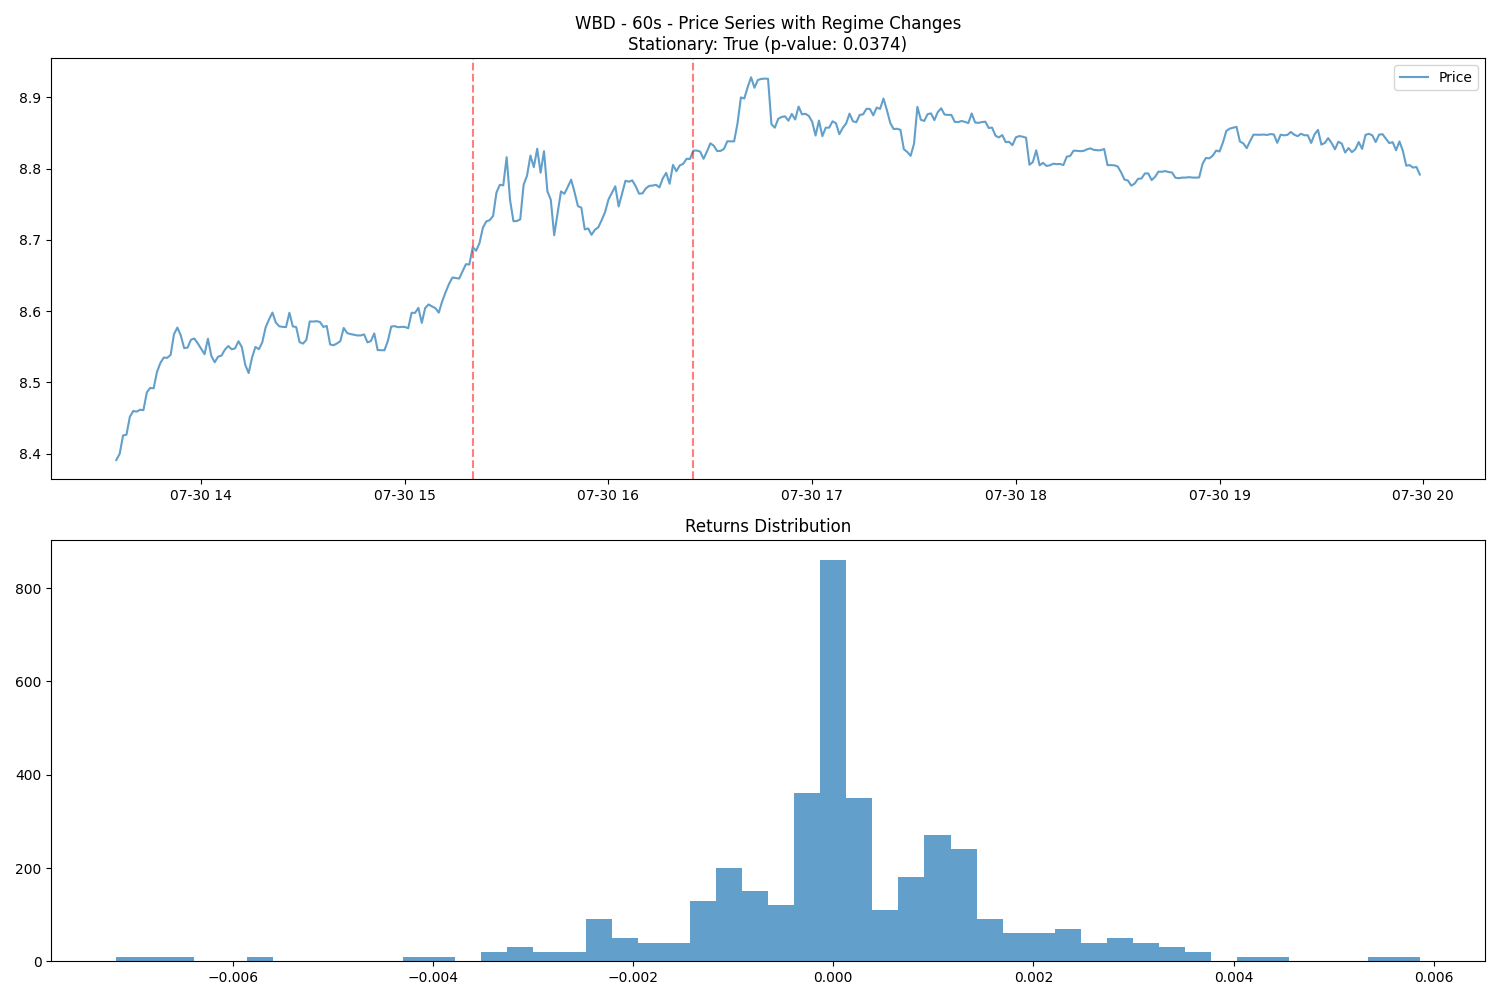 WBD - 60s - Price Series with Regime Changes
Stationary: True (p-value: 0.0374)
Price
8.9
8.8
8.7
8.6
8.5
8.4
07-30 14 07-30 15 07-30 16 07-30 17 07-30 18 07-30 19 07-30 20
Returns Distribution
800
600
400
200
0
−0.006 −0.004 −0.002 0.000 0.002 0.004 0.006